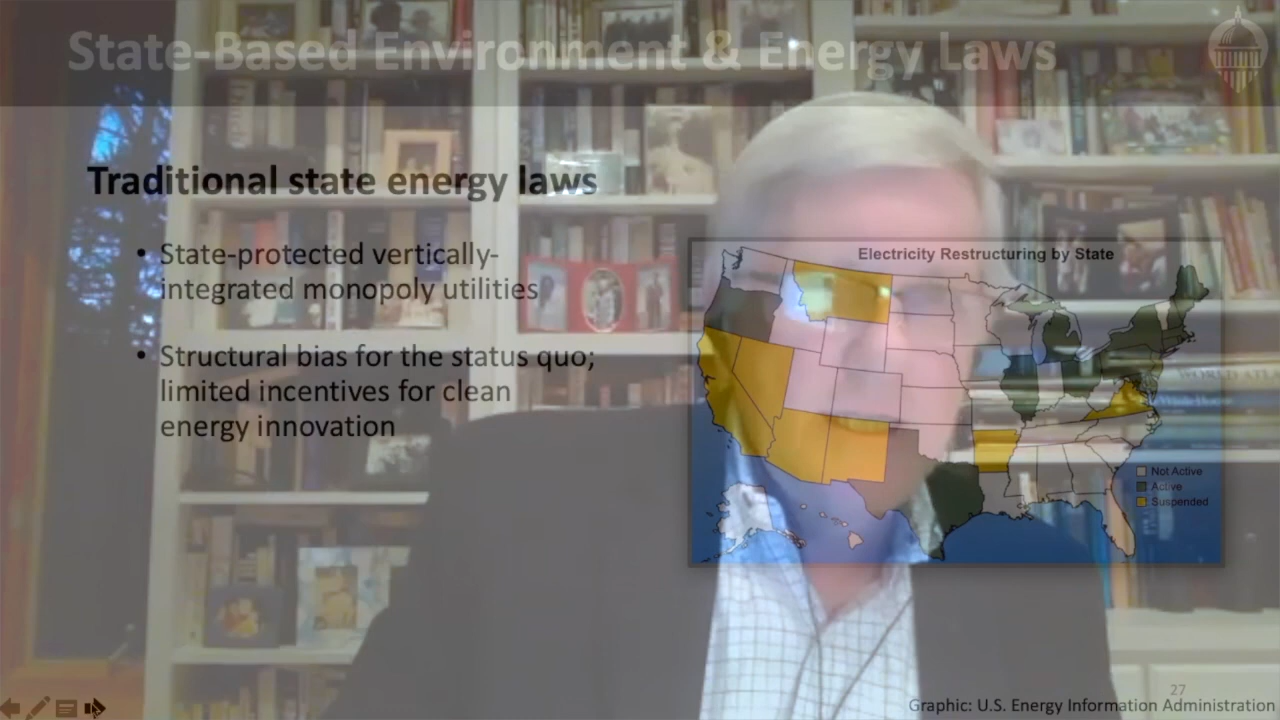 State-Based Environment & Energy Laws
Traditional state energy laws
• State-protected vertically-
integrated monopoly utilities
• Structural bias for the status quo;
limited incentives for clean
energy innovation
Electricity Restructuring by State
Not Active
Active
Suspended
27
Graphic: U.S. Energy Information Administration